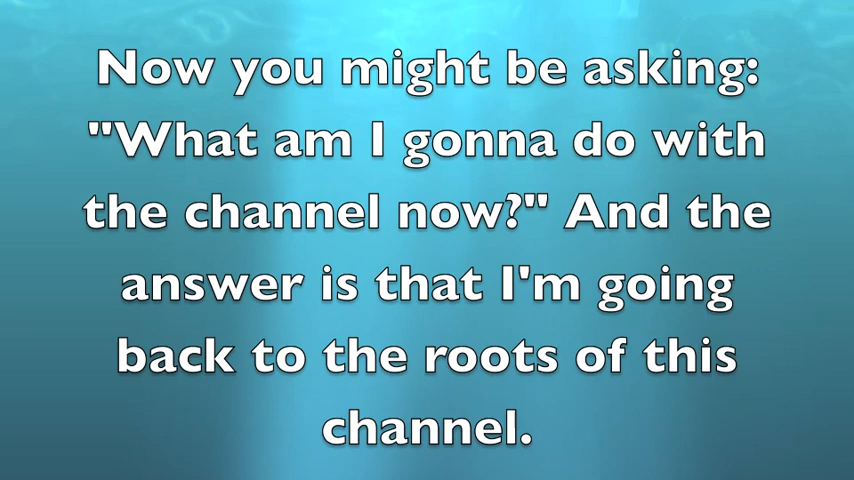 Now you might be asking:
"What am I gonna do with
the channel now?" And the
answer is that I'm going
back to the roots of this
channel.